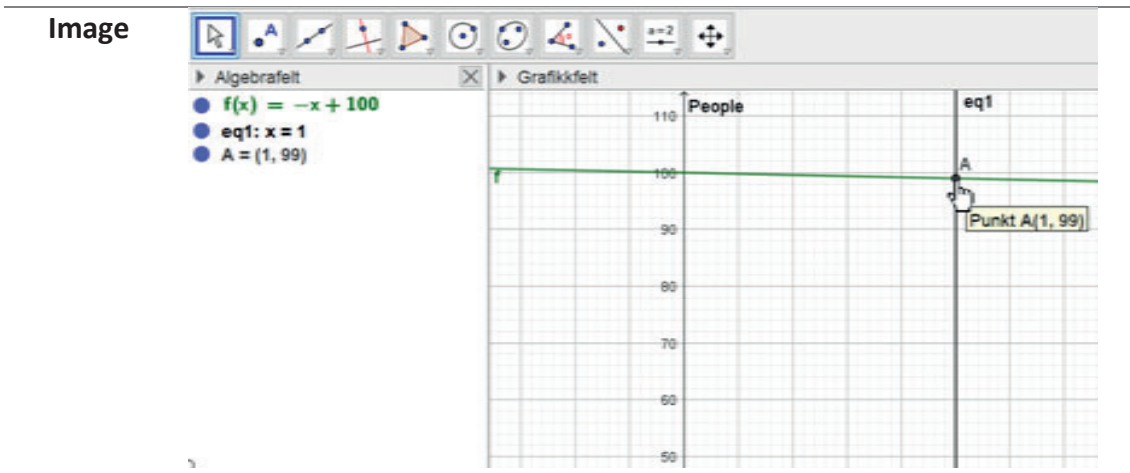 Image
A
a=2
Algebrafelt
Grafikkfelt
f(x) = −x + 100
eq1: x = 1
A = (1, 99)
People
eq1
110
A
f
100
Punkt A(1, 99)
90
80
70
60
50